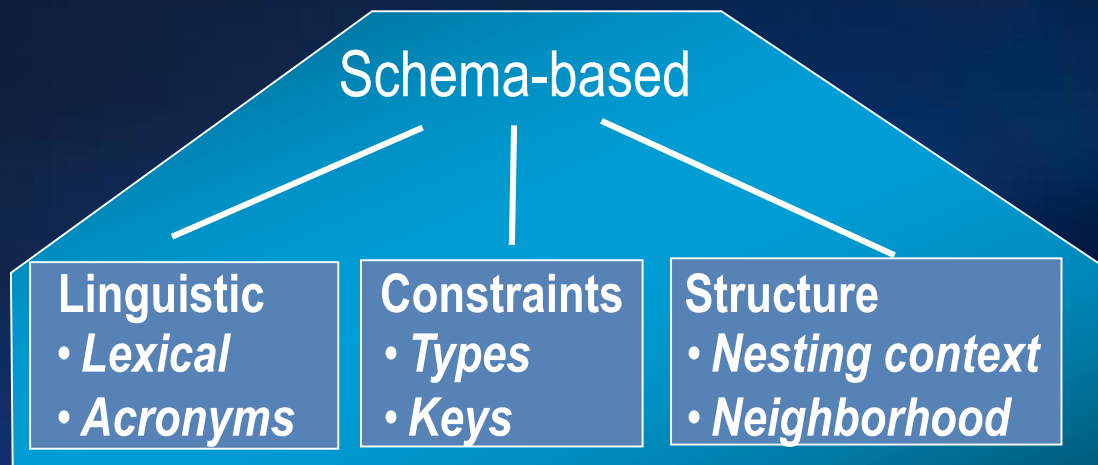 Schema-based
Linguistic
• Lexical
• Acronyms
Constraints
• Types
• Keys
Structure
• Nesting context
• Neighborhood